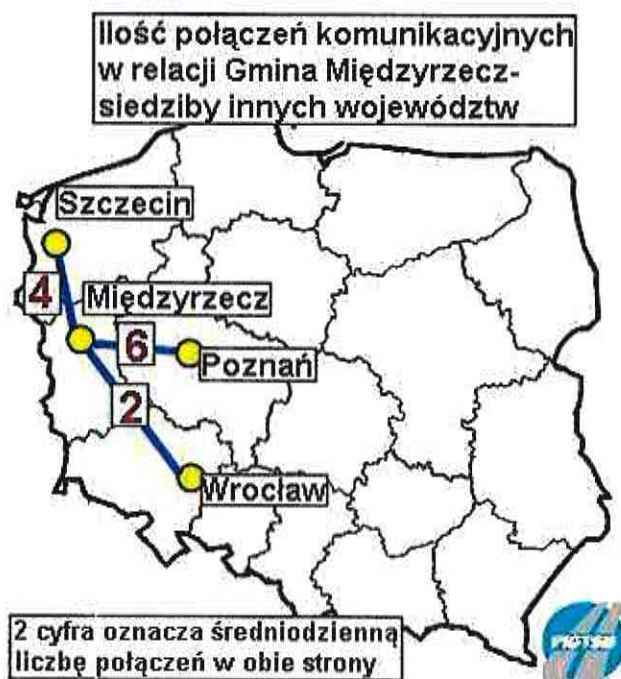 Ilość połączeń komunikacyjnych
w relacji Gmina Międzyrzecz-
siedziby innych województw
Szczecin
4
Międzyrzecz
6
Poznań
2
Wrocław
2 cyfra oznacza średniodzienną
liczbę połączeń w obie strony